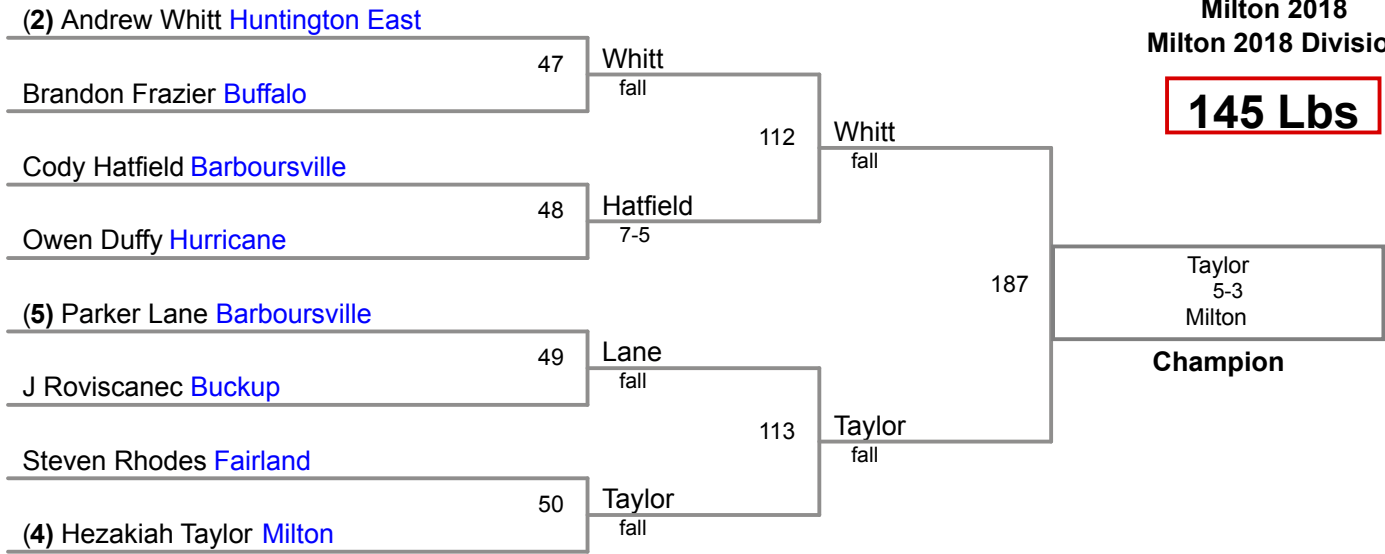 Milton 2018
Milton 2018 Divisio
145 Lbs
(2) Andrew Whitt Huntington East
47
Whitt
fall
Brandon Frazier Buffalo
112
Whitt
fall
Cody Hatfield Barboursville
48
Hatfield
7-5
Owen Duffy Hurricane
187
Taylor
5-3
Milton
Champion
(5) Parker Lane Barboursville
49
Lane
fall
J Roviscanec Buckup
113
Taylor
fall
Steven Rhodes Fairland
50
Taylor
fall
(4) Hezakiah Taylor Milton